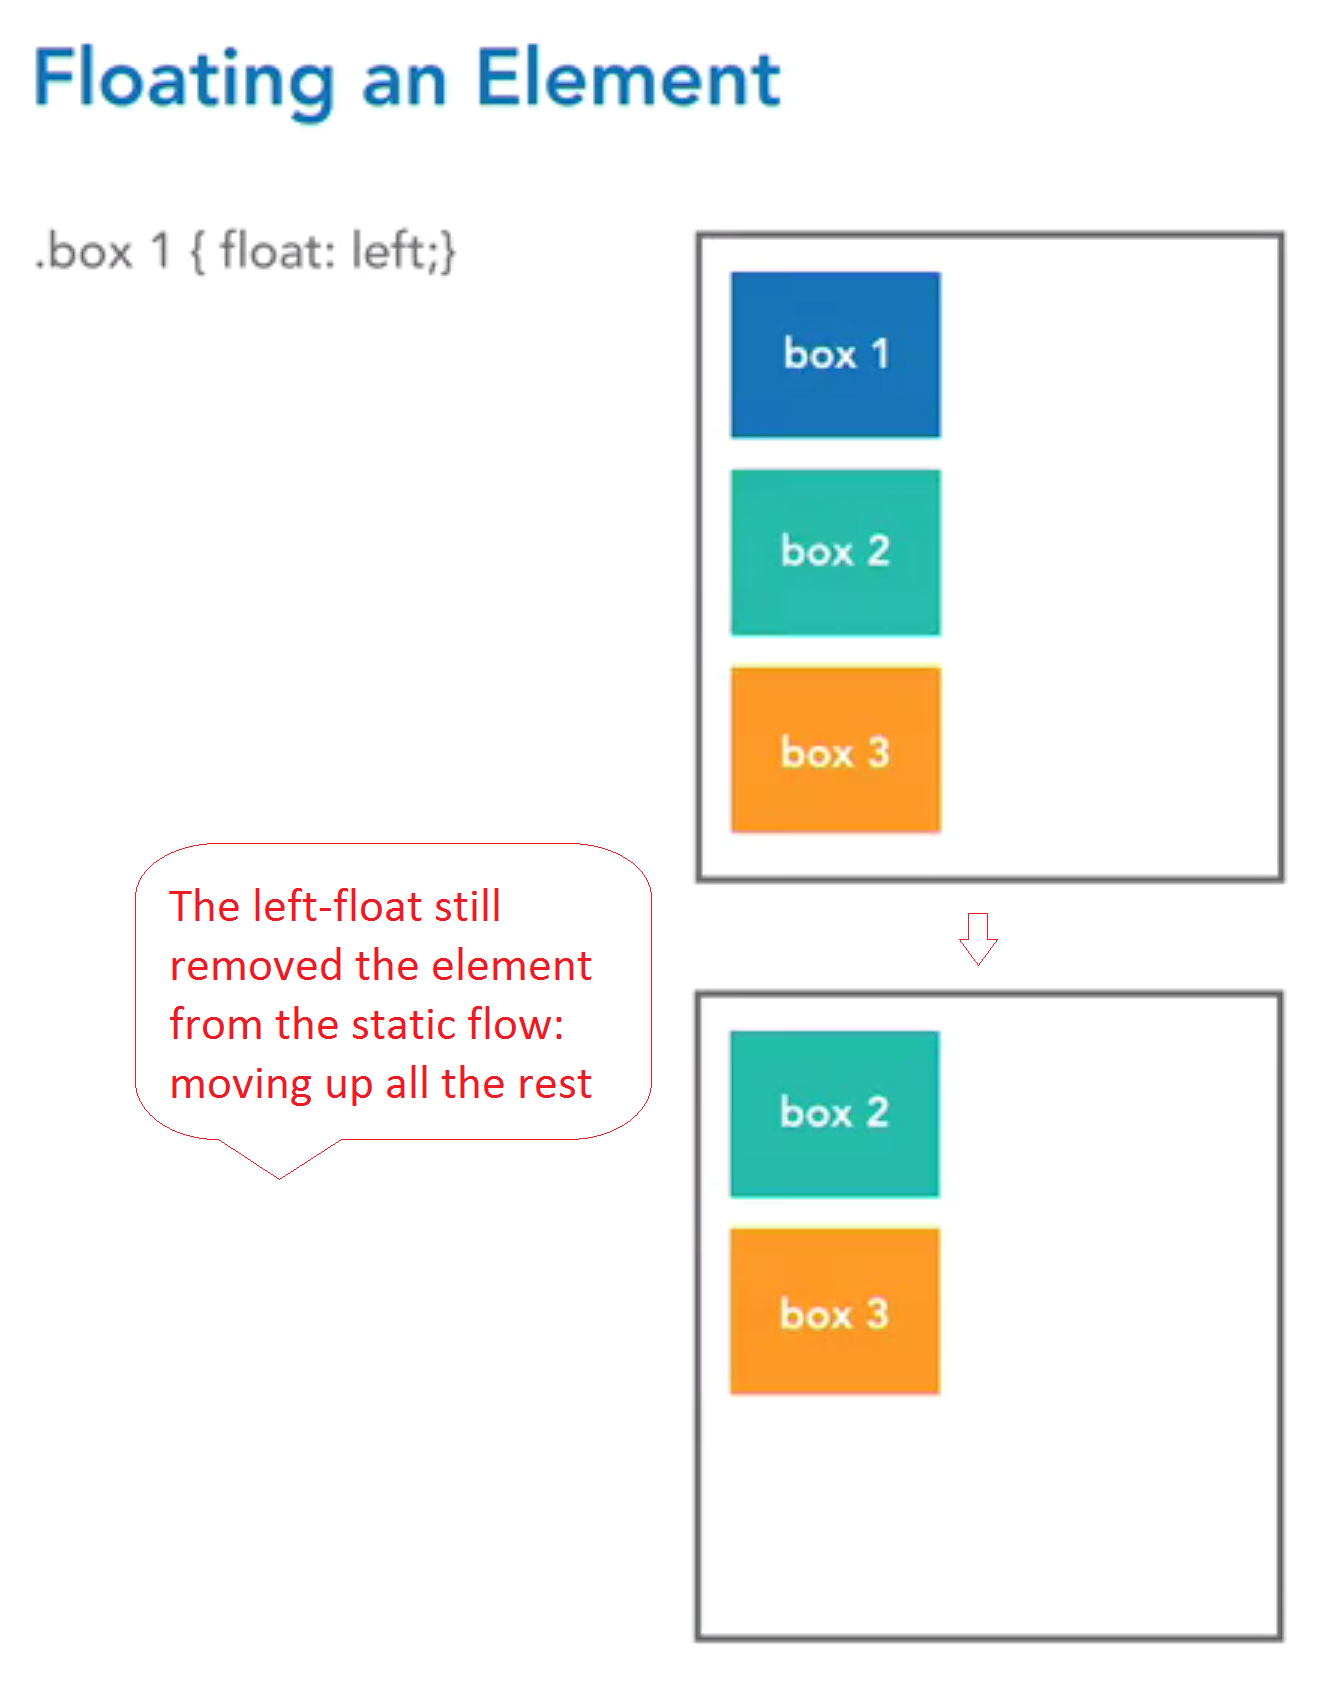 Floating an Element
.box 1 { float: left;}
box 1
box 2
box 3
The left-float still
removed the element
from the static flow:
moving up all the rest
box 2
box 3